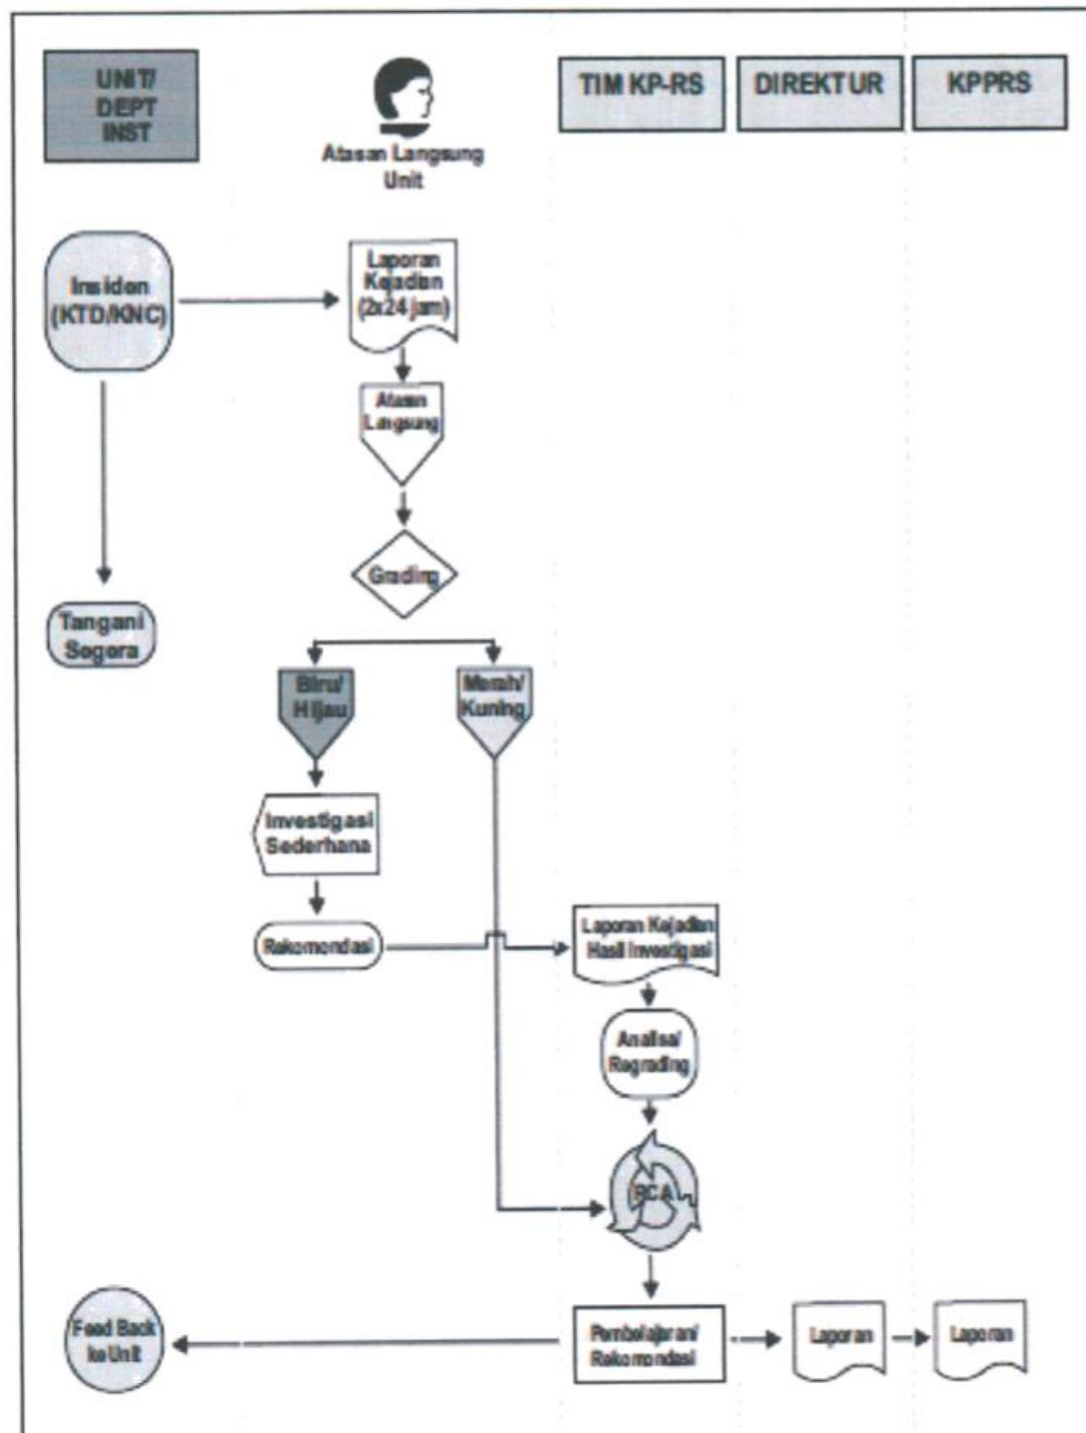 UNIT/
DEPT
INST
Atasan Langsung
Unit
TIM KP-RS
DIREKTUR
KPPRS
Insiden
(KTD/KNC)
Laporan
Kejadian
(2x24 jam)
Atasan
Langsung
Grading
Tangani
Segera
Biru/
Hijau
Merah/
Kuning
Investigasi
Sederhana
Rekomendasi
Laporan Kejadian
Hasil Investigasi
Analisa/
Regrading
RCA
Feed Back
ke Unit
Pembelajaran/
Rekomendasi
Laporan
Laporan